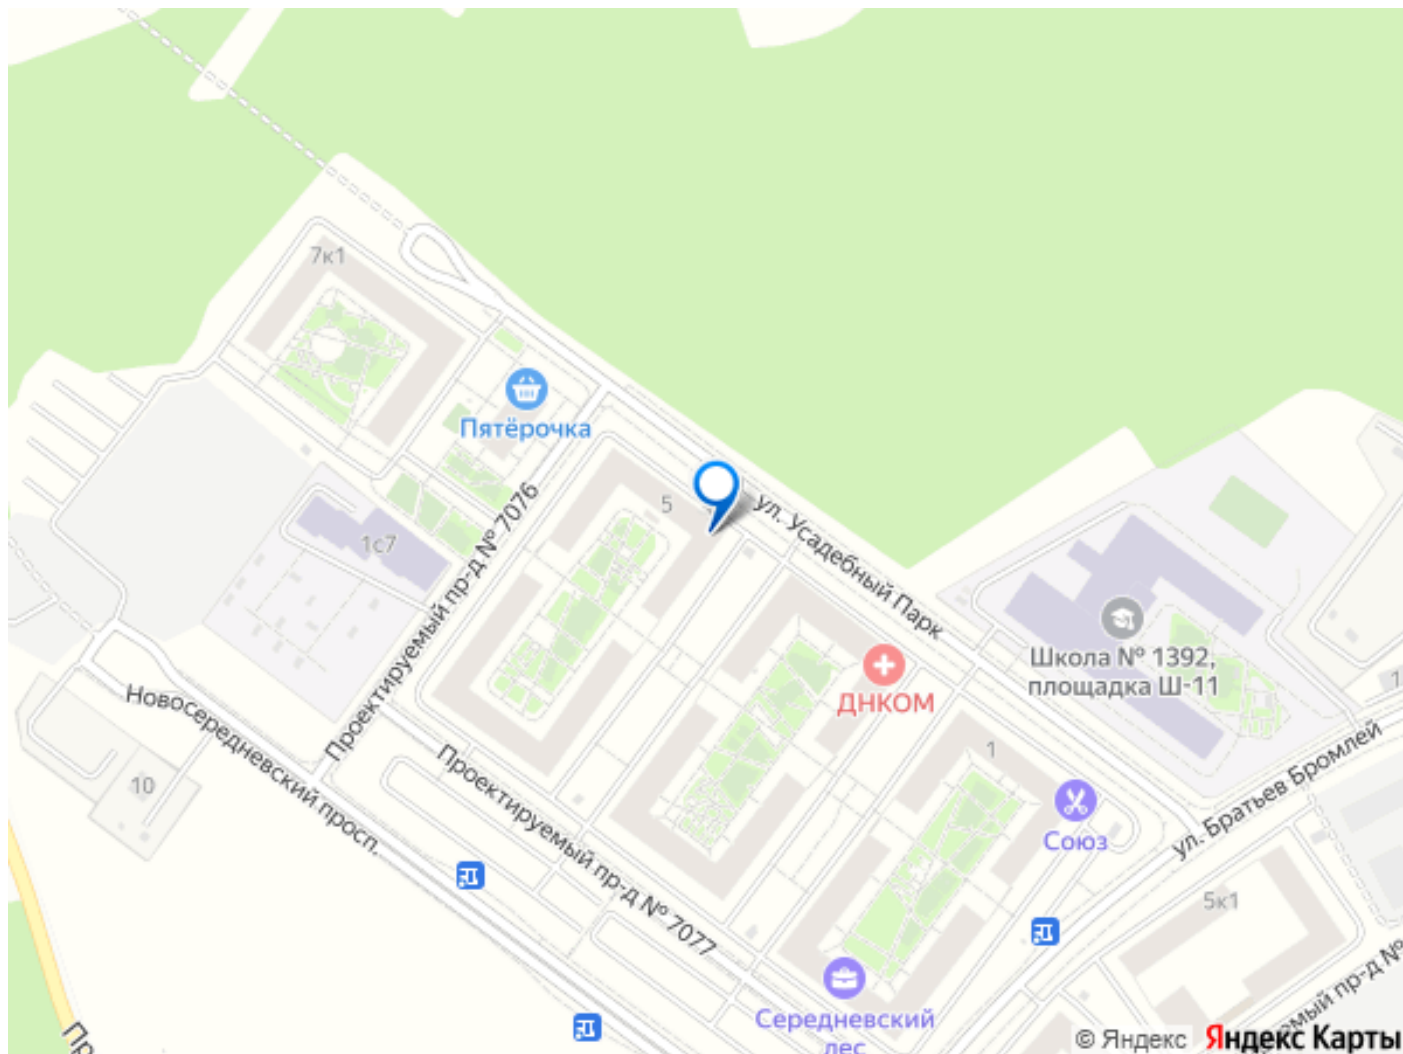 7к1
Пятёрочка
5
ул. Усадебный Парк
Проектируемый пр-д № 7076
1с7
Школа № 1392,
площадка Ш-11
ДНКОМ
1
Новосередневский просп.
10
Проектируемый пр-д № 7077
Союз
ул. Братьев Бромлей
5к1
Середневский
лес
© Яндекс Яндекс Карты